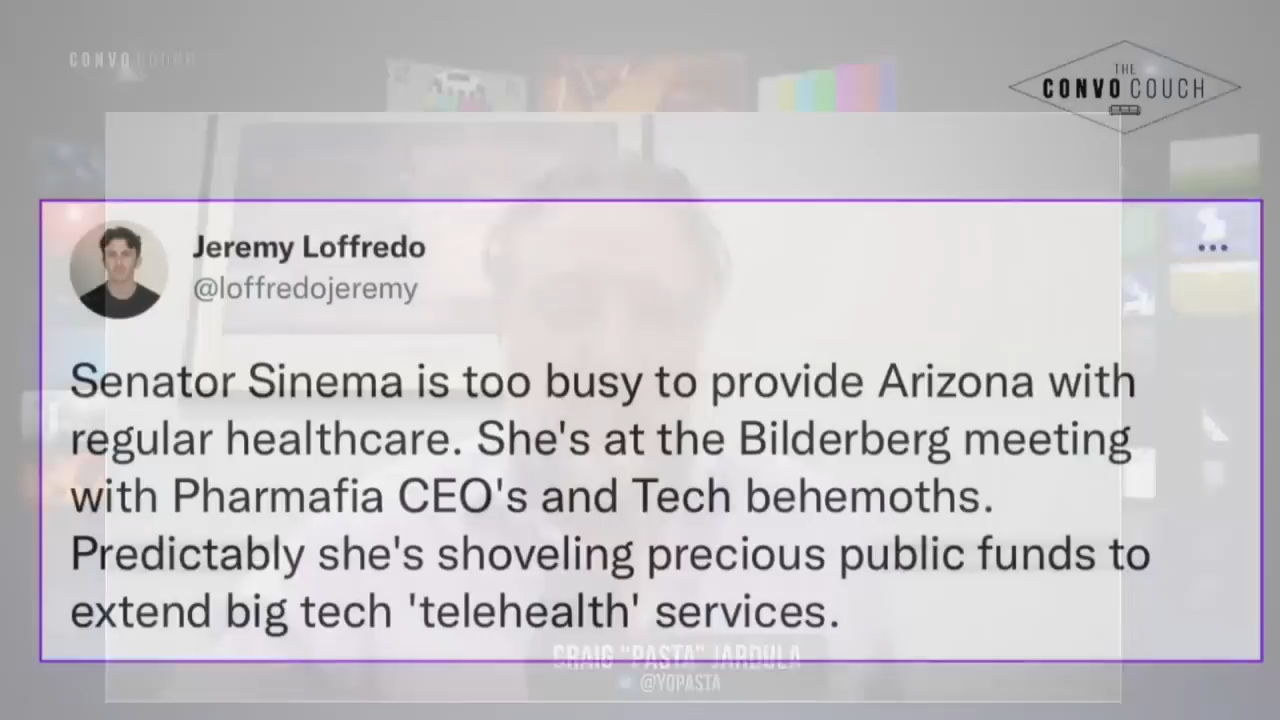 CONVO COUCH
THE
CONVO COUCH
Jeremy Loffredo
@loffredojeremy
Senator Sinema is too busy to provide Arizona with
regular healthcare. She's at the Bilderberg meeting
with Pharmafia CEO's and Tech behemoths.
Predictably she's shoveling precious public funds to
extend big tech 'telehealth' services.
CRAIG "PASTA" JARDULA
@YOPASTA